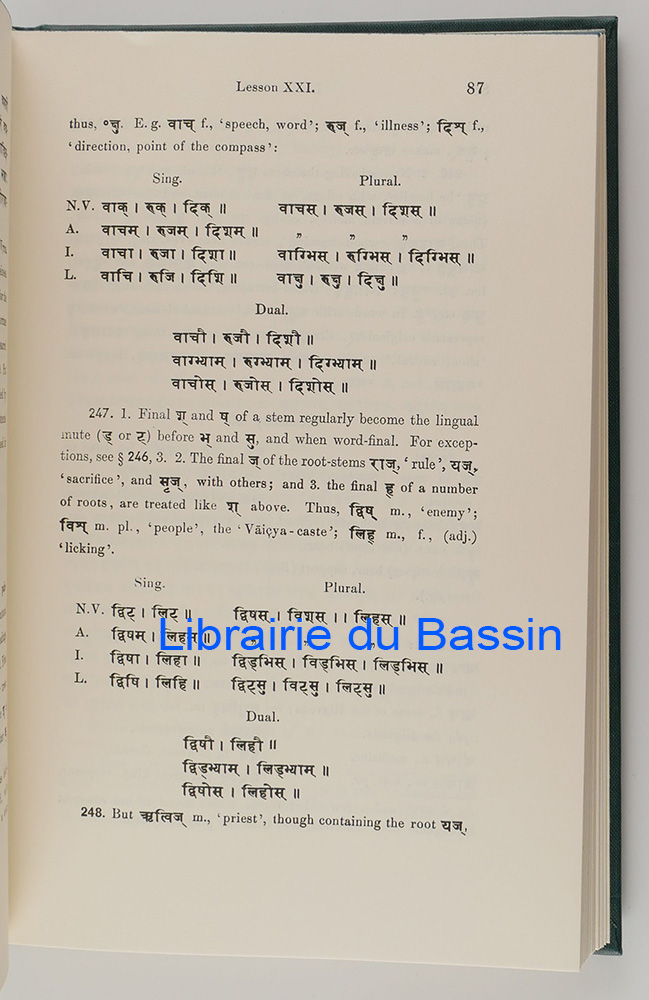 Lesson XXI. 87
thus, ॰क्षु. E. g. वाच् f., ‘speech, word’; रुज् f., ‘illness’; दिश् f.,
‘direction, point of the compass’:
Sing. Plural.
N.V. वाक् । रुक् । दिक् ॥ वाचस् । रुजस् । दिशस् ॥
A. वाचम् । रुजम् । दिशम् ॥ „ „ „
I. वाचा । रुजा । दिशा ॥ वाग्भिस् । रुग्भिस् । दिग्भिस् ॥
L. वाचि । रुजि । दिशि ॥ वाक्षु । रुक्षु । दिक्षु ॥
Dual.
वाचौ । रुजौ । दिशौ ॥
वाग्भ्याम् । रुग्भ्याम् । दिग्भ्याम् ॥
वाचोस् । रुजोस् । दिशोस् ॥
247. 1. Final श् and ष् of a stem regularly become the lingual
mute (ड् or ट्) before भ् and सु, and when word-final. For excep-
tions, see § 246, 3. 2. The final ज् of the root-stems राज्, ‘rule’, यज्,
‘sacrifice’, and सृज्, with others; and 3. the final ह् of a number
of roots, are treated like श् above. Thus, द्विष् m., ‘enemy’;
विश् m. pl., ‘people’, the ‘Vāiçya-caste’; लिह् m., f., (adj.)
‘licking’.
Sing. Plural.
N.V. द्विट् । लिट् ॥ द्विषस् । विशस् । । लिहस् ॥
A. द्विषम् । लिहम् ॥ „ „
Librairie du Bassin
I. द्विषा । लिहा ॥ द्विड्भिस् । विड्भिस् । लिड्भिस् ॥
L. द्विषि । लिहि ॥ द्विट्सु । विट्सु । लिट्सु ॥
Dual.
द्विषौ । लिहौ ॥
द्विड्भ्याम् । लिड्भ्याम् ॥
द्विषोस् । लिहोस् ॥
248. But ऋत्विज् m., ‘priest’, though containing the root यज्,